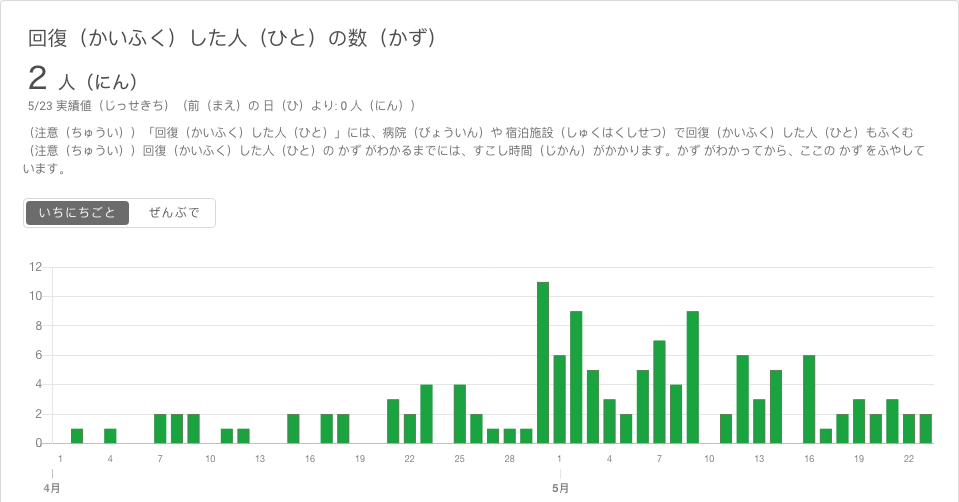 回復（かいふく）した人（ひと）の数（かず）
2 人（にん）
5/23 実績値（じっせきち）（前（まえ）の 日（ひ）より: 0 人（にん））
（注意（ちゅうい））「回復（かいふく）した人（ひと）」には、病院（びょういん）や 宿泊施設（しゅくはくしせつ）で回復（かいふく）した人（ひと）もふくむ
（注意（ちゅうい））回復（かいふく）した人（ひと）の かず がわかるまでには、すこし時間（じかん）がかかります。かず がわかってから、ここの かず をふやして
います。
いちにちごと ぜんぶで
12
10
8
6
4
2
0
1 4 7 10 13 16 19 22 25 28 1 4 7 10 13 16 19 22
4月 5月